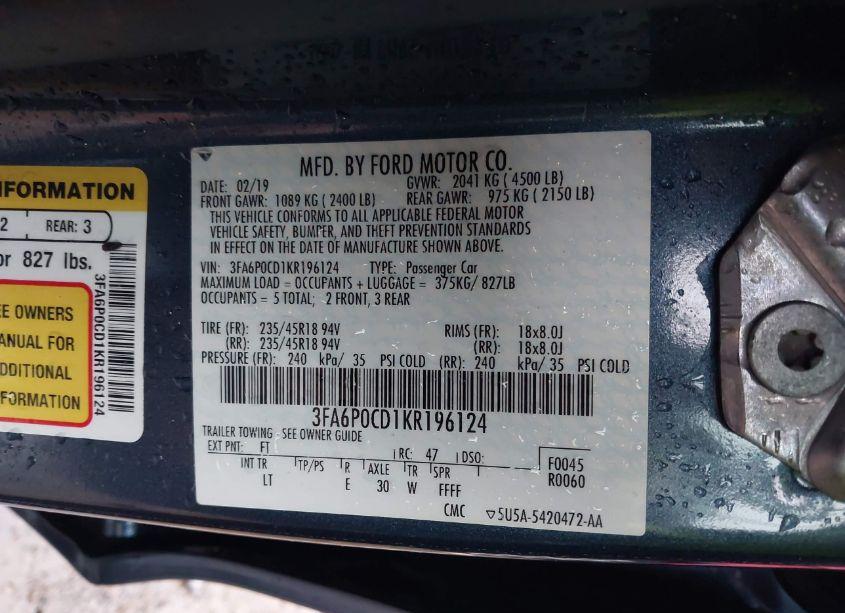 NFORMATION
2 REAR: 3
or 827 lbs.
EE OWNERS
ANUAL FOR
ADDITIONAL
FORMATION
3FA6P0CD1KR196124
MFD. BY FORD MOTOR CO.
DATE: 02/19 GVWR: 2041 KG ( 4500 LB)
FRONT GAWR: 1089 KG ( 2400 LB) REAR GAWR: 975 KG ( 2150 LB)
THIS VEHICLE CONFORMS TO ALL APPLICABLE FEDERAL MOTOR
VEHICLE SAFETY, BUMPER, AND THEFT PREVENTION STANDARDS
IN EFFECT ON THE DATE OF MANUFACTURE SHOWN ABOVE.
VIN: 3FA6P0CD1KR196124 TYPE: Passenger Car
MAXIMUM LOAD = OCCUPANTS + LUGGAGE = 375KG/ 827LB
OCCUPANTS = 5 TOTAL; 2 FRONT, 3 REAR
TIRE (FR): 235/45R18 94V RIMS (FR): 18x8.0J
(RR): 235/45R18 94V (RR): 18x8.0J
PRESSURE (FR): 240 kPa/ 35 PSI COLD (RR): 240 kPa/ 35 PSI COLD
3FA6P0CD1KR196124
TRAILER TOWING - SEE OWNER GUIDE
EXT PNT: FT RC: 47 DSO: F0045
INT TR TP/PS R AXLE TR SPR R0060
LT E 30 W FFFF
CMC ▽5U5A-5420472-AA